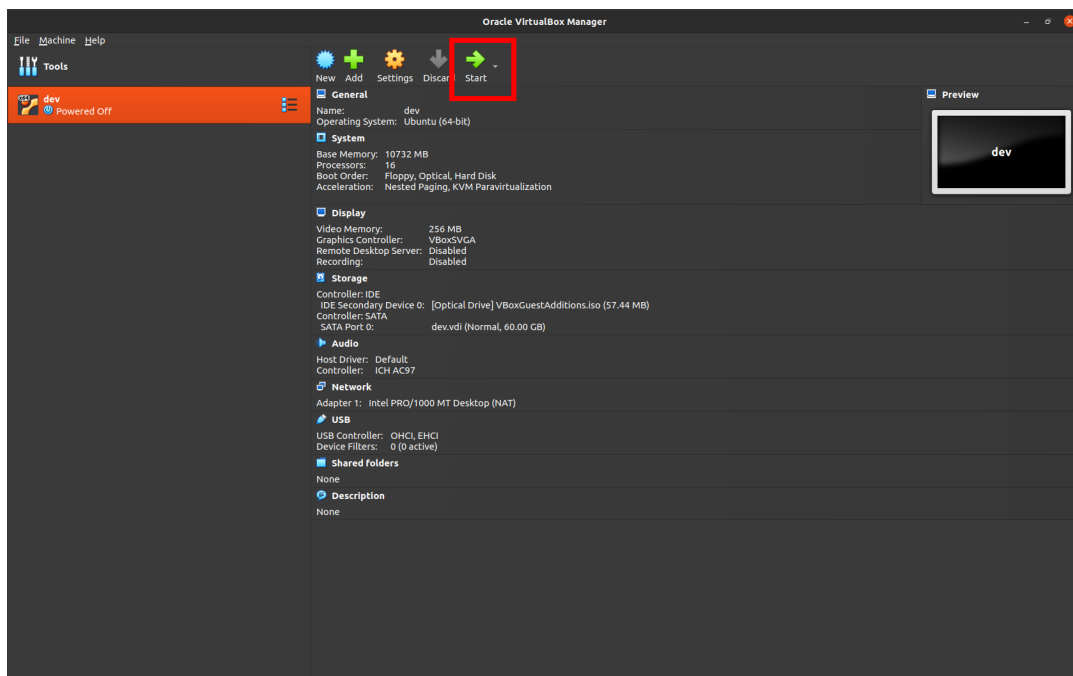 Oracle VirtualBox Manager
File Machine Help
Tools
New Add Settings Discard Start
dev
Powered Off
General
Name: dev
Operating System: Ubuntu (64-bit)
Preview
dev
System
Base Memory: 10732 MB
Processors: 16
Boot Order: Floppy, Optical, Hard Disk
Acceleration: Nested Paging, KVM Paravirtualization
Display
Video Memory: 256 MB
Graphics Controller: VBoxSVGA
Remote Desktop Server: Disabled
Recording: Disabled
Storage
Controller: IDE
IDE Secondary Device 0: [Optical Drive] VBoxGuestAdditions.iso (57.44 MB)
Controller: SATA
SATA Port 0: dev.vdi (Normal, 60.00 GB)
Audio
Host Driver: Default
Controller: ICH AC97
Network
Adapter 1: Intel PRO/1000 MT Desktop (NAT)
USB
USB Controller: OHCI, EHCI
Device Filters: 0 (0 active)
Shared folders
None
Description
None